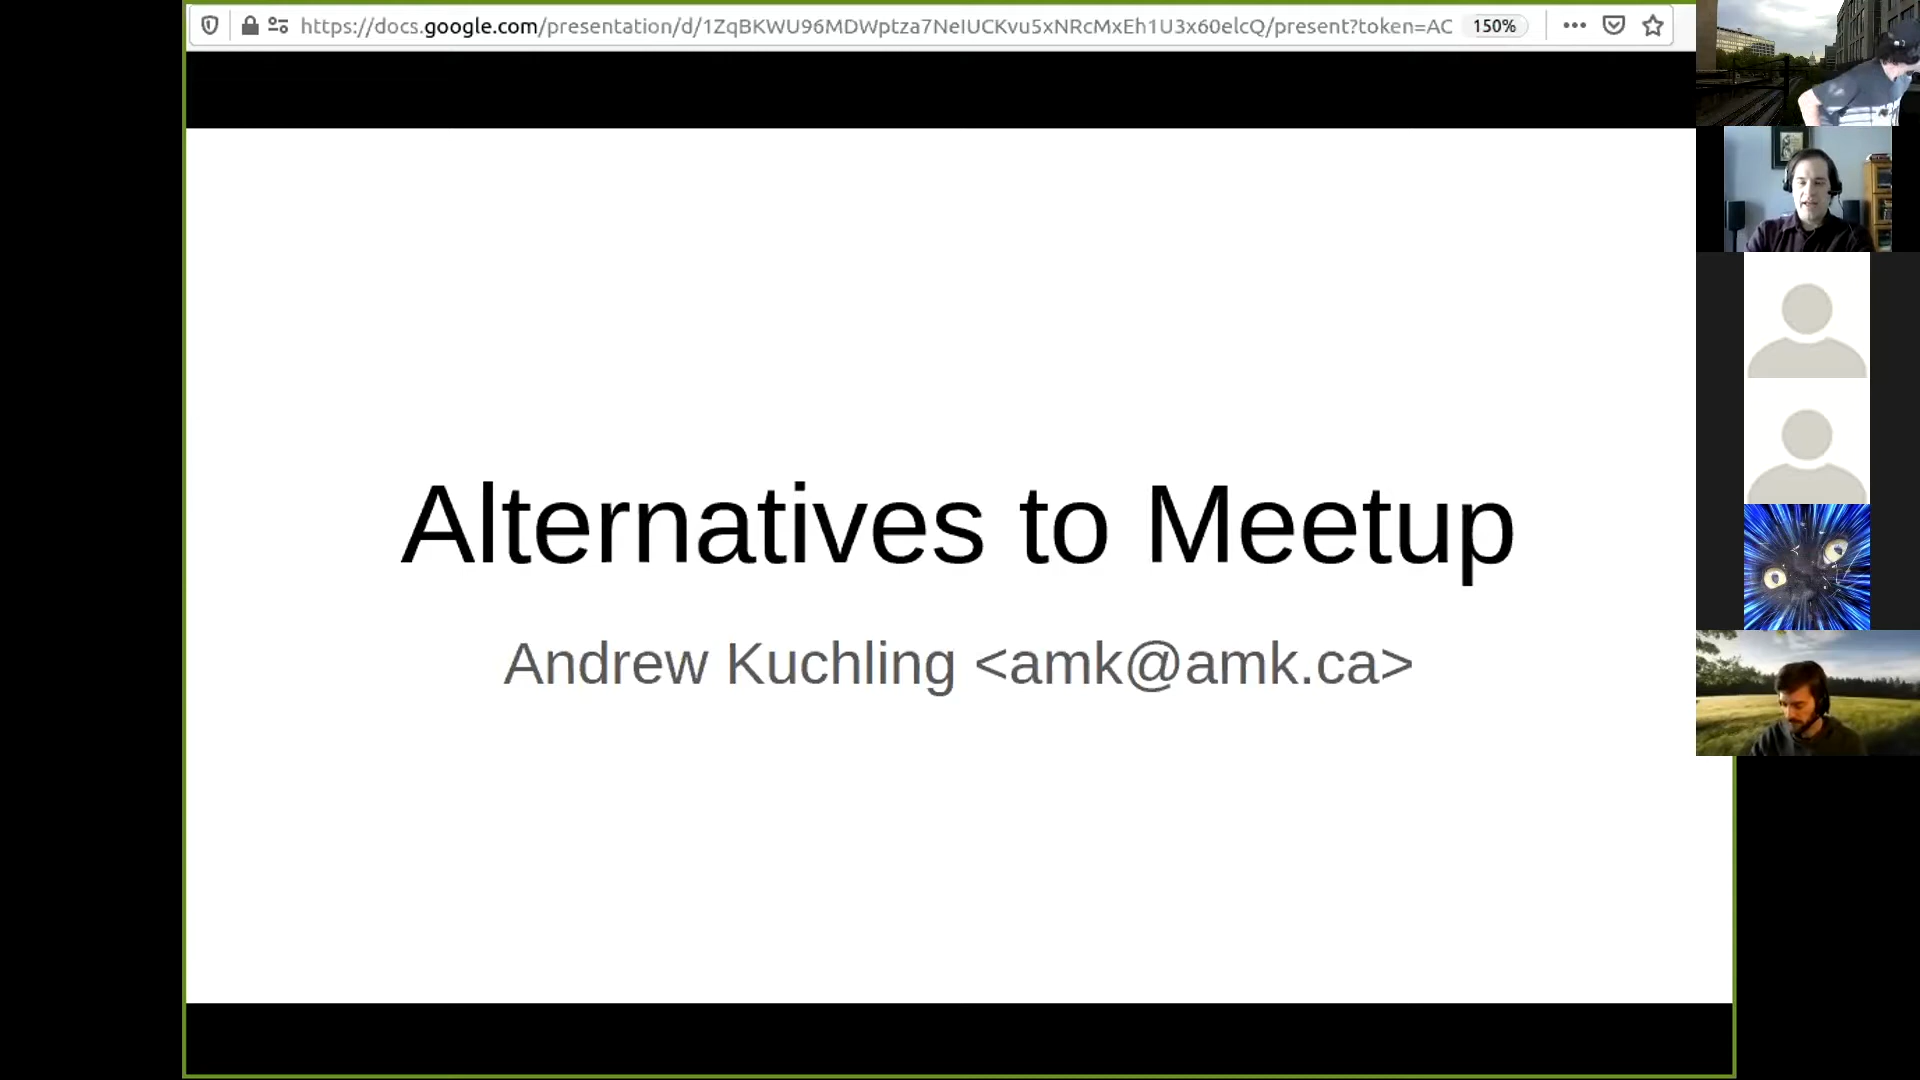 https://docs.google.com/presentation/d/1ZqBKWU96MDWptza7NeIUCKvu5xNRcMxEh1U3x60elcQ/present?token=AC 150%
Alternatives to Meetup
Andrew Kuchling <amk@amk.ca>